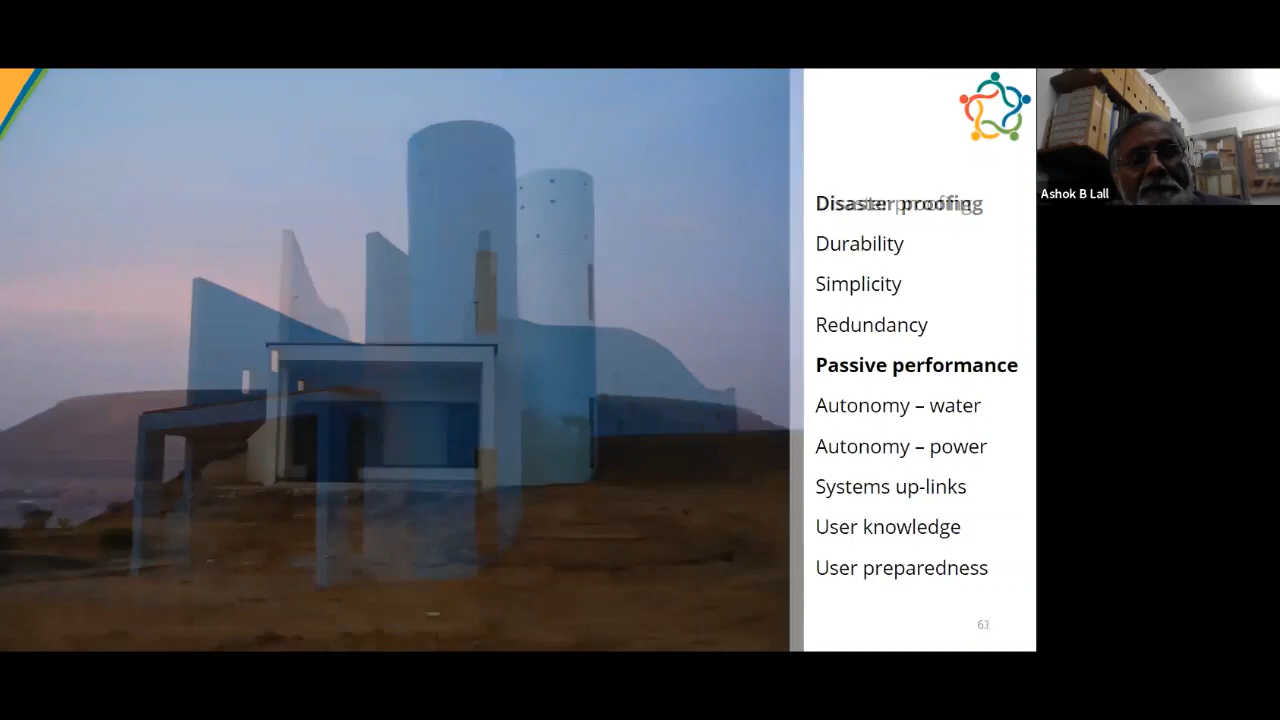 Disaster proofing
Durability
Simplicity
Redundancy
Passive performance
Autonomy – water
Autonomy – power
Systems up-links
User knowledge
User preparedness
Ashok B Lall